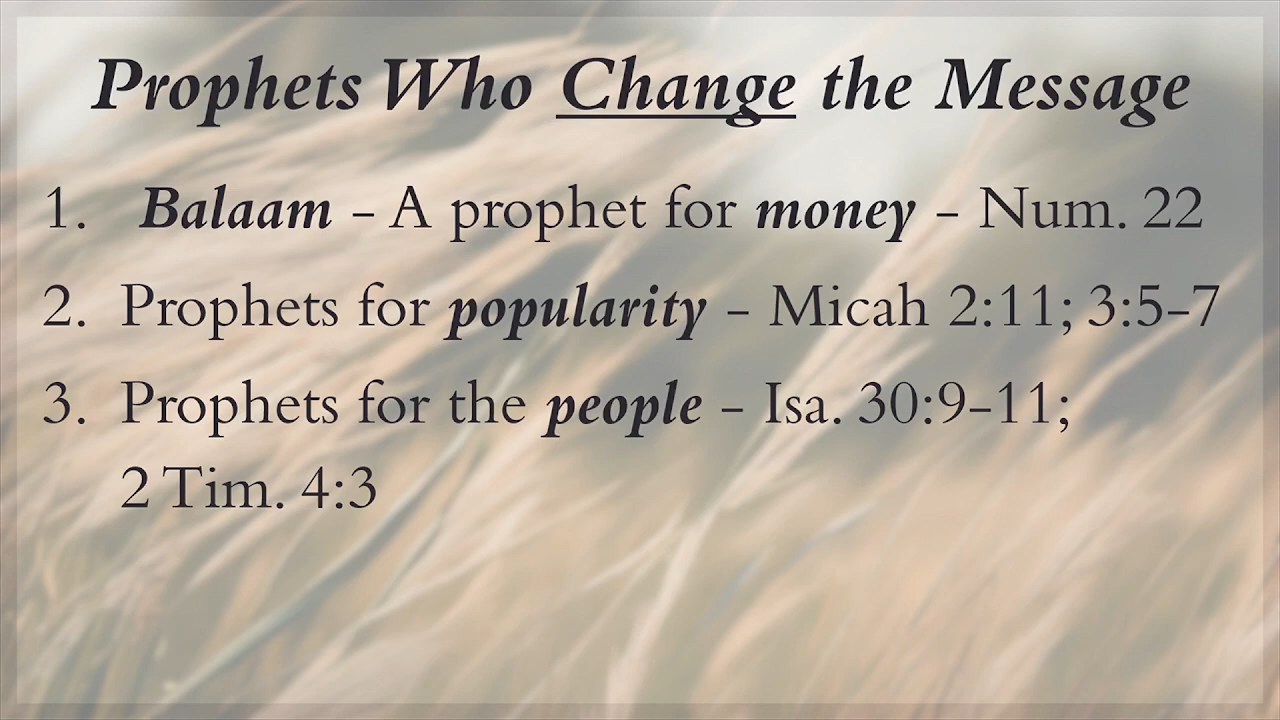 Prophets Who Change the Message
1. Balaam - A prophet for money - Num. 22
2. Prophets for popularity - Micah 2:11; 3:5-7
3. Prophets for the people - Isa. 30:9-11;
2 Tim. 4:3